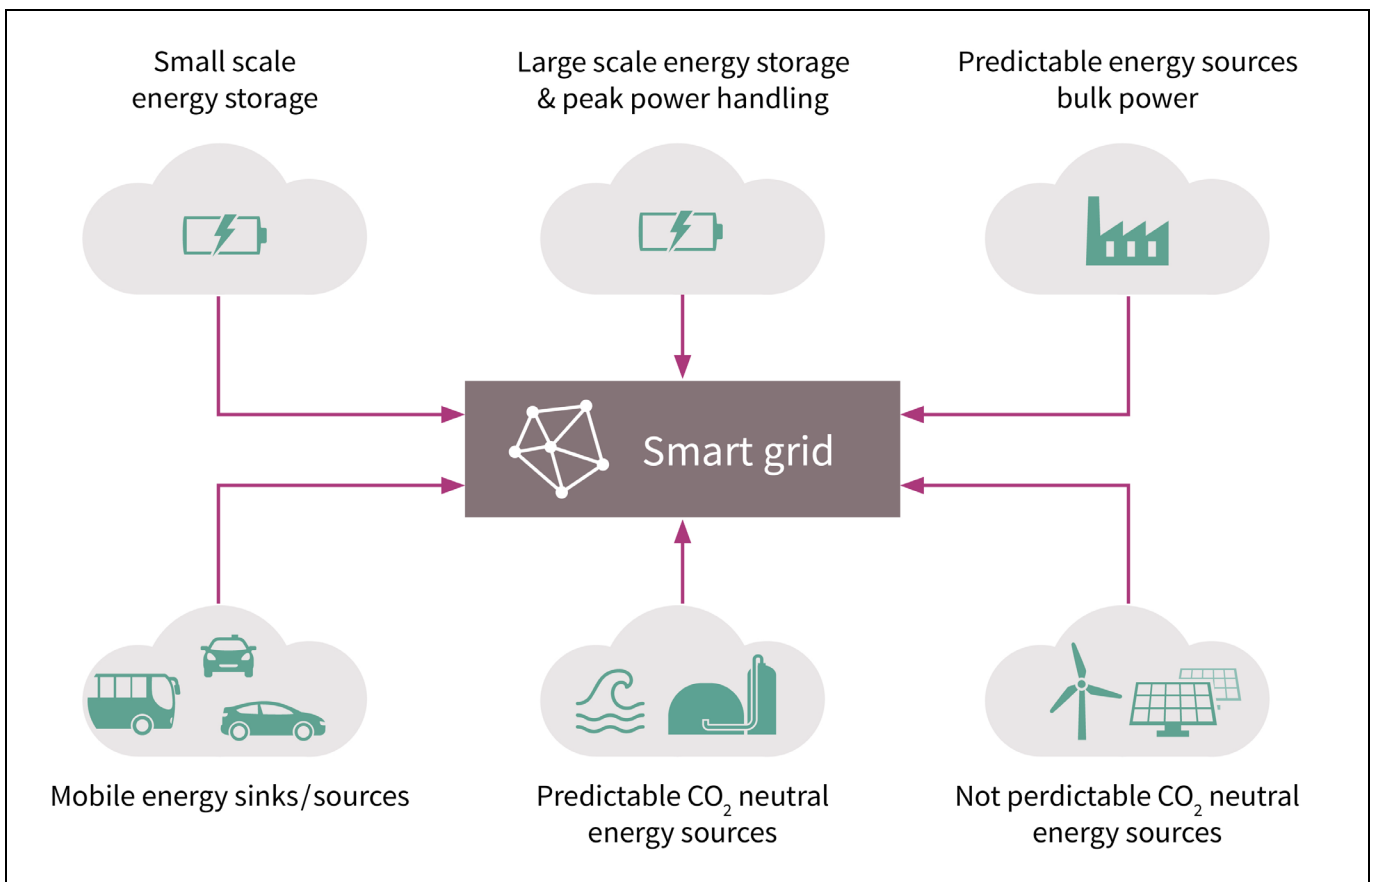 Small scale
energy storage
Large scale energy storage
& peak power handling
Predictable energy sources
bulk power
Smart grid
Mobile energy sinks/sources
Predictable CO₂ neutral
energy sources
Not perdictable CO₂ neutral
energy sources